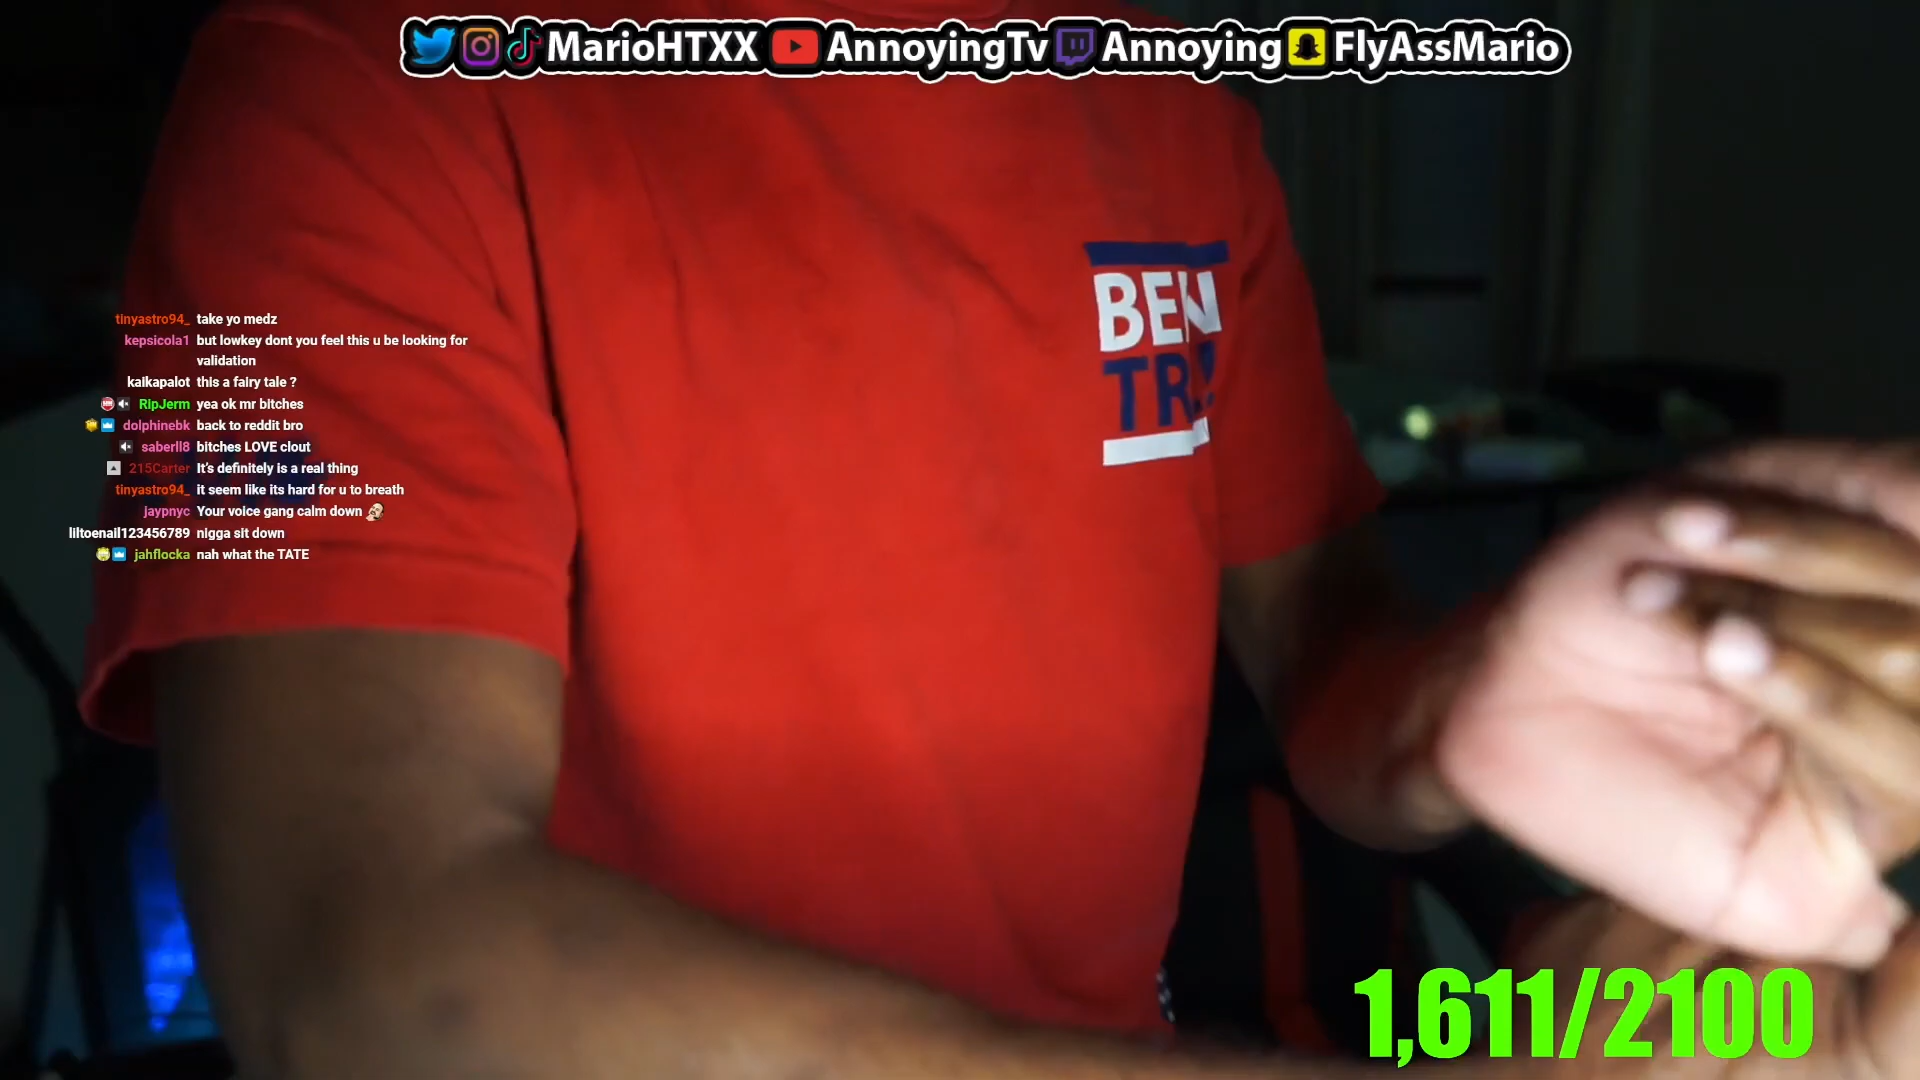 MarioHTXX AnnoyingTv Annoying FlyAssMario
BEN
TR
tinyastro94_ take yo medz
kepsicola1 but lowkey dont you feel this u be looking for
validation
kaikapalot this a fairy tale ?
RipJerm yea ok mr bitches
dolphinebk back to reddit bro
saberll8 bitches LOVE clout
215Carter It's definitely is a real thing
tinyastro94_ it seem like its hard for u to breath
jaypnyc Your voice gang calm down
liltoenail123456789 nigga sit down
jahflocka nah what the TATE
1,611/2100